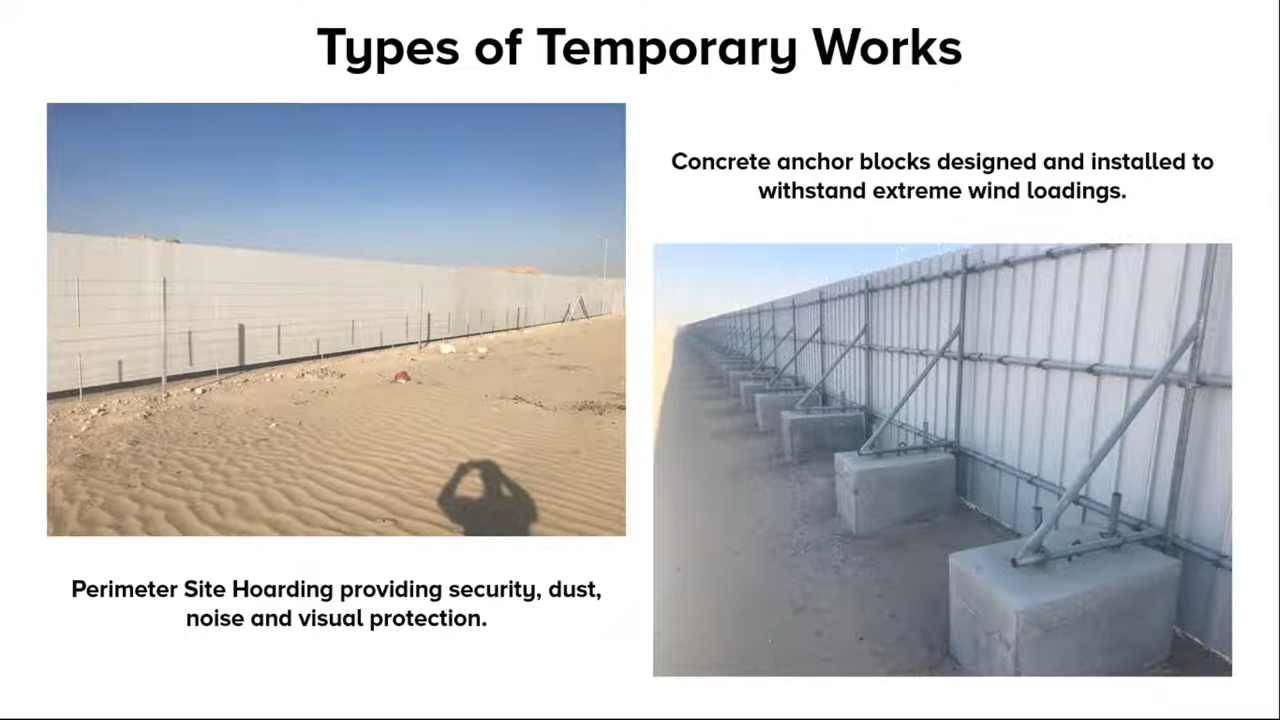 Types of Temporary Works
Concrete anchor blocks designed and installed to
withstand extreme wind loadings.
Perimeter Site Hoarding providing security, dust,
noise and visual protection.